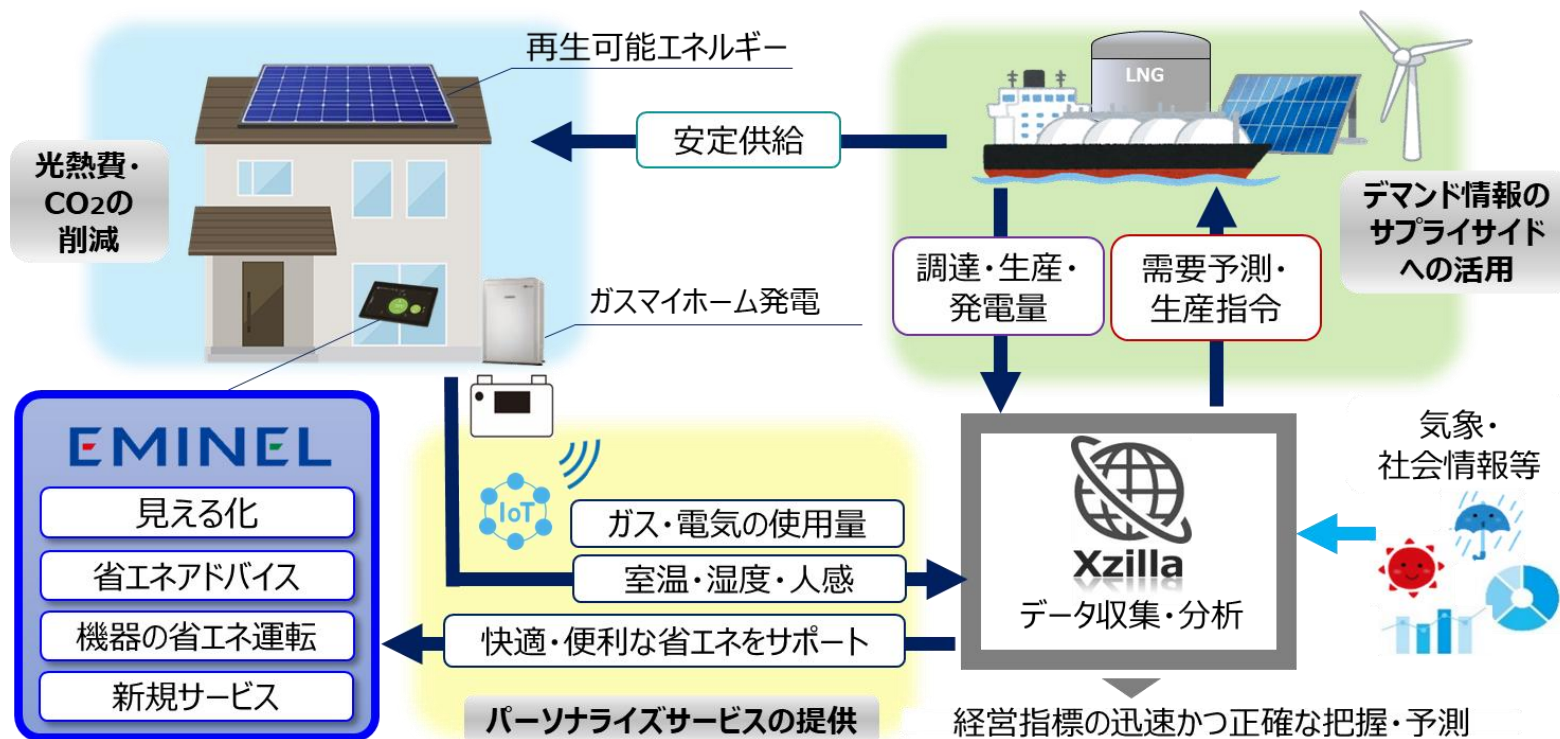 再生可能エネルギー
LNG
安定供給
光熱費・
CO2の
削減
デマンド情報の
サプライサイド
への活用
調達・生産・
発電量
需要予測・
生産指令
ガスマイホーム発電
EMINEL
見える化
省エネアドバイス
機器の省エネ運転
新規サービス
IoT
ガス・電気の使用量
室温・湿度・人感
快適・便利な省エネをサポート
パーソナライズサービスの提供
Xzilla
データ収集・分析
気象・
社会情報等
経営指標の迅速かつ正確な把握・予測